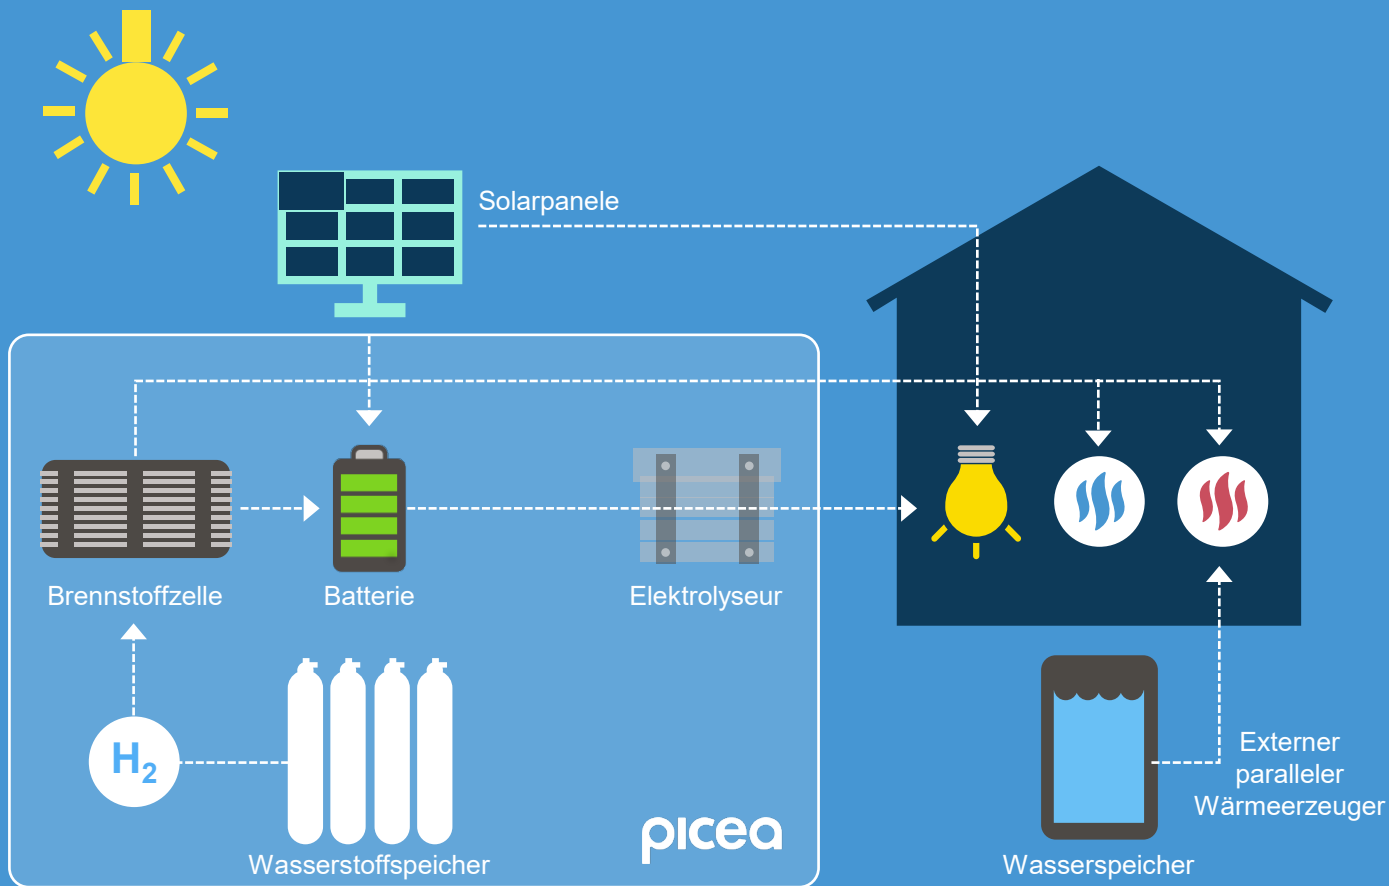 Solarpanele
Brennstoffzelle
Batterie
Elektrolyseur
H₂
Wasserstoffspeicher
picea
Externer
paralleler
Wärmeerzeuger
Wasserspeicher